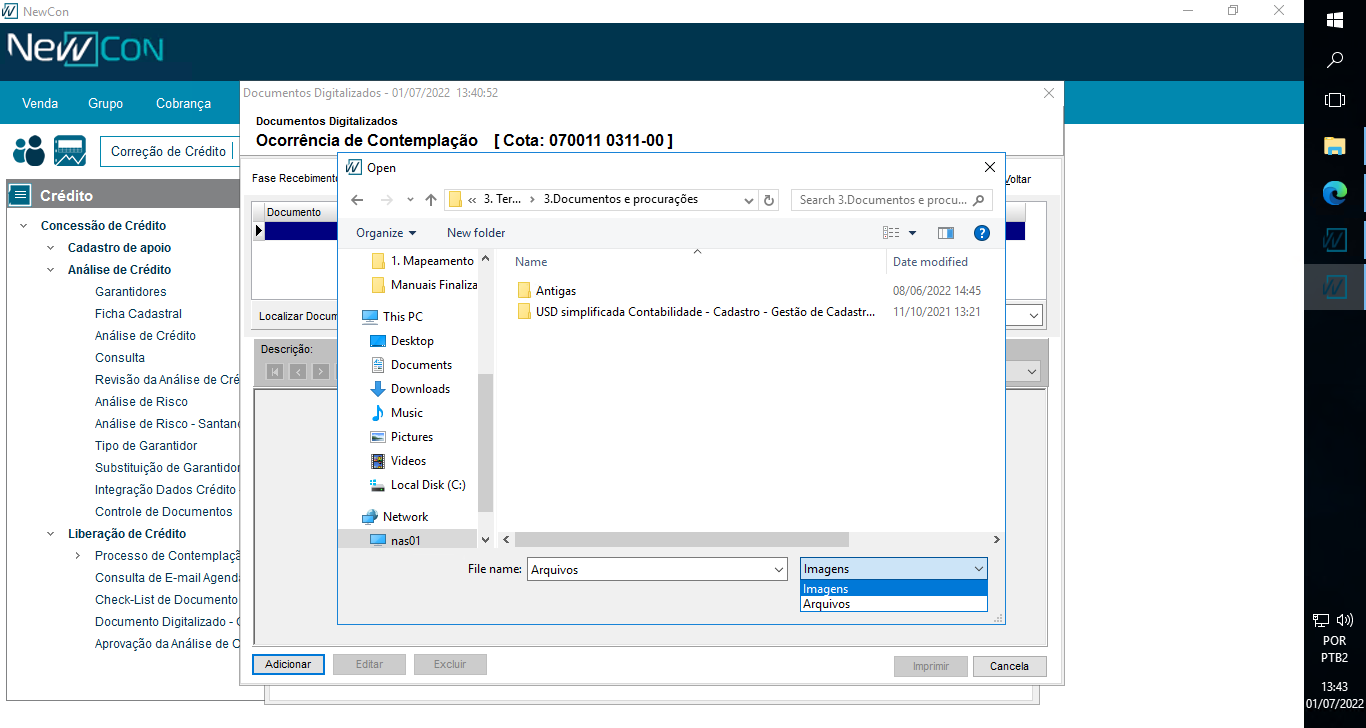 NewCon
NewCon
Venda Grupo Cobrança
Correção de Crédito
Crédito
Concessão de Crédito
Cadastro de apoio
Análise de Crédito
Garantidores
Ficha Cadastral
Análise de Crédito
Consulta
Revisão da Análise de Cré
Análise de Risco
Análise de Risco - Santand
Tipo de Garantidor
Substituição de Garantidor
Integração Dados Crédito -
Controle de Documentos
Liberação de Crédito
Processo de Contemplaçã
Consulta de E-mail Agenda
Check-List de Documento
Documento Digitalizado - C
Aprovação da Análise de C
Documentos Digitalizados - 01/07/2022 13:40:52
Documentos Digitalizados
Ocorrência de Contemplação [ Cota: 070011 0311-00 ]
Fase Recebimento
Voltar
Documento
Localizar Docum
Descrição:
Open
« 3. Ter... > 3.Documentos e procurações
Search 3.Documentos e procu...
Organize New folder
1. Mapeamento
Manuais Finaliza
This PC
Desktop
Documents
Downloads
Music
Pictures
Videos
Local Disk (C:)
Network
nas01
Name Date modified
Antigas 08/06/2022 14:45
USD simplificada Contabilidade - Cadastro - Gestão de Cadastr... 11/10/2021 13:21
File name: Arquivos Imagens
Imagens
Arquivos
Adicionar Editar Excluir Imprimir Cancela
POR
PTB2
13:43
01/07/2022